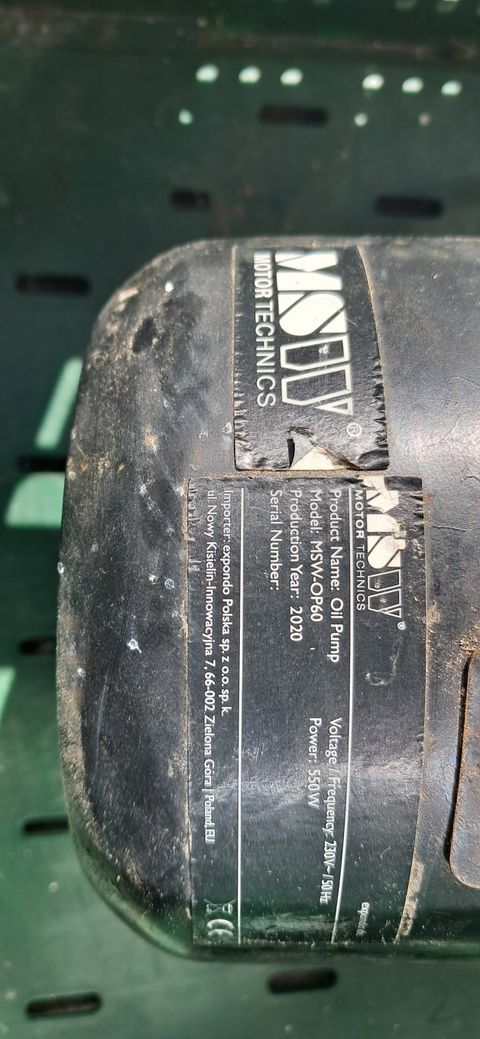 MSW®
MOTOR TECHNICS
MSW®
MOTOR TECHNICS
Product Name: Oil Pump
Model: MSW-OP60
Production Year: 2020
Serial Number:
Voltage / Frequency: 230V~ / 50Hz
Power: 550W
Importer: expondo Polska sp. z o.o. sp. k.
ul. Nowy Kisielin-Innowacyjna 7, 66-002 Zielona Góra | Poland, EU
CE